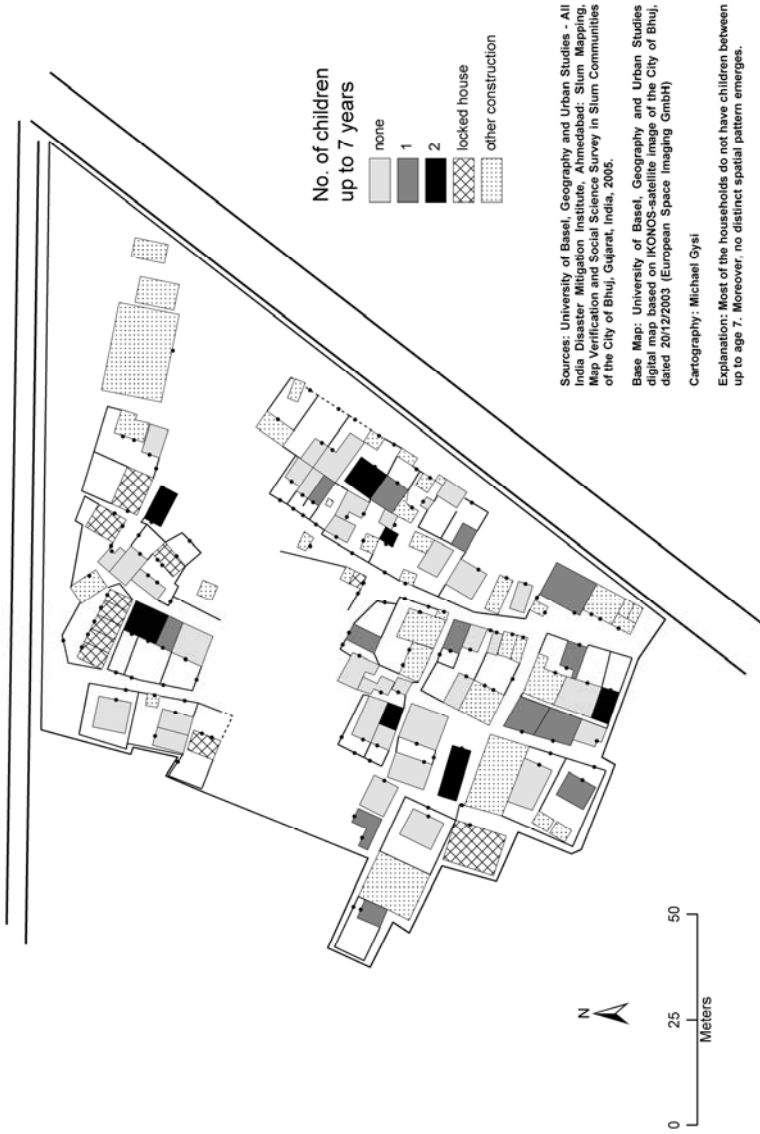 No. of children
up to 7 years
none
1
2
locked house
other construction
Sources: University of Basel, Geography and Urban Studies - All
India Disaster Mitigation Institute, Ahmedabad: Slum Mapping,
Map Verification and Social Science Survey in Slum Communities
of the City of Bhuj, Gujarat, India, 2005.
Base Map: University of Basel, Geography and Urban Studies
digital map based on IKONOS-satellite image of the City of Bhuj,
dated 20/12/2003 (European Space Imaging GmbH)
Cartography: Michael Gysi
Explanation: Most of the households do not have children between
up to age 7. Moreover, no distinct spatial pattern emerges.
N
0 25 50
Meters